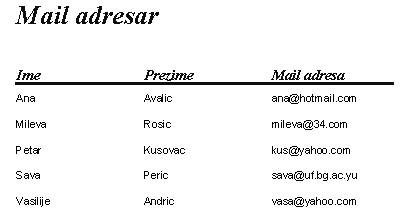 Mail adresar
Ime Prezime Mail adresa
Ana Avalic ana@hotmail.com
Mileva Rosic mileva@34.com
Petar Kusovac kus@yahoo.com
Sava Peric sava@uf.bg.ac.yu
Vasilije Andric vasa@yahoo.com